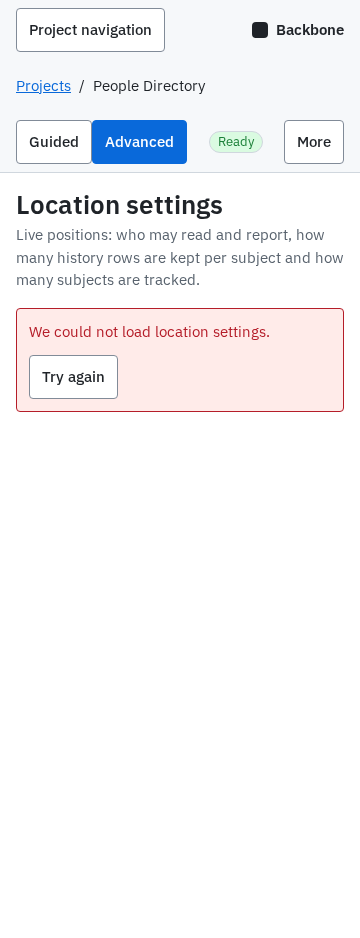 Project navigation
Backbone
Projects / People Directory
Guided
Advanced
Ready
More
Location settings
Live positions: who may read and report, how
many history rows are kept per subject and how
many subjects are tracked.
We could not load location settings.
Try again